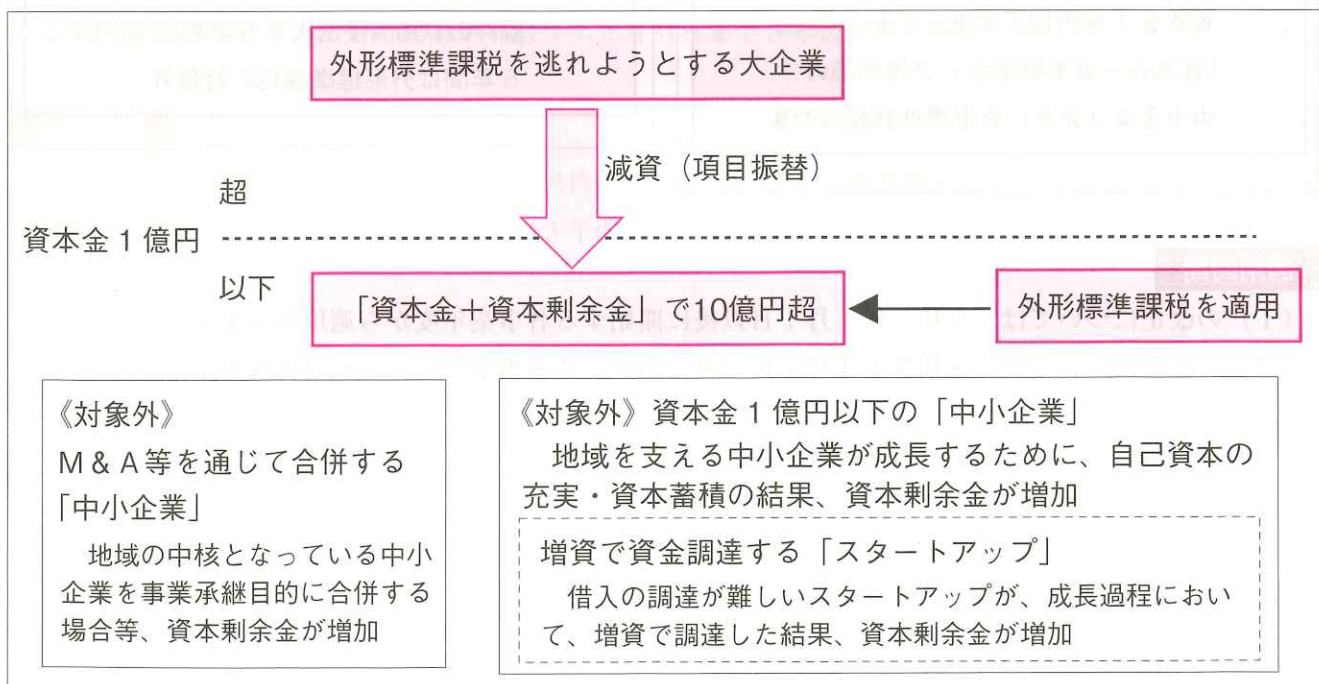 外形標準課税を逃れようとする大企業
減資（項目振替）
超
資本金１億円
以下
「資本金＋資本剰余金」で10億円超
外形標準課税を適用
《対象外》
Ｍ＆Ａ等を通じて合併する
「中小企業」
地域の中核となっている中小
企業を事業承継目的に合併する
場合等、資本剰余金が増加
《対象外》資本金１億円以下の「中小企業」
地域を支える中小企業が成長するために、自己資本の
充実・資本蓄積の結果、資本剰余金が増加
増資で資金調達する「スタートアップ」
借入の調達が難しいスタートアップが、成長過程におい
て、増資で調達した結果、資本剰余金が増加